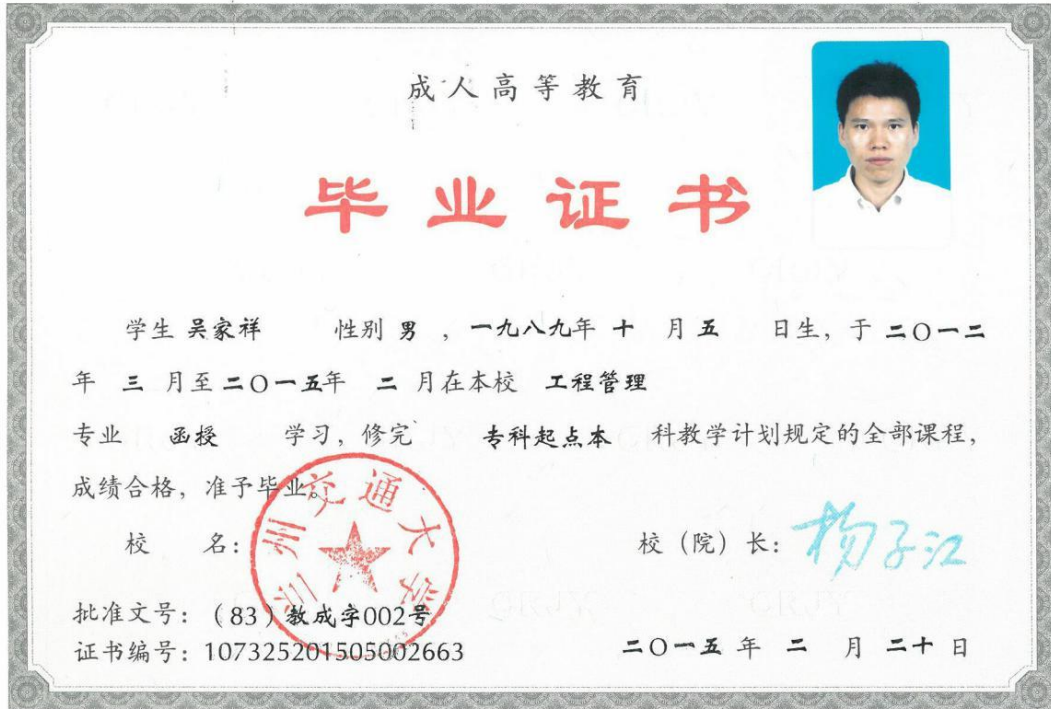 成人高等教育
毕业证书
学生 吴家祥 性别 男 ，一九八九年 十 月 五 日生，于 二〇一二
年 三 月至 二〇一五年 二 月在本校 工程管理
专业 函授 学习，修完 专科起点本 科教学计划规定的全部课程，
成绩合格，准予毕业。
校 名：
兰州交通大学
校（院）长：杨子江
批准文号：（83）教成字002号
证书编号：107325201505002663
二〇一五 年 二 月 二十 日